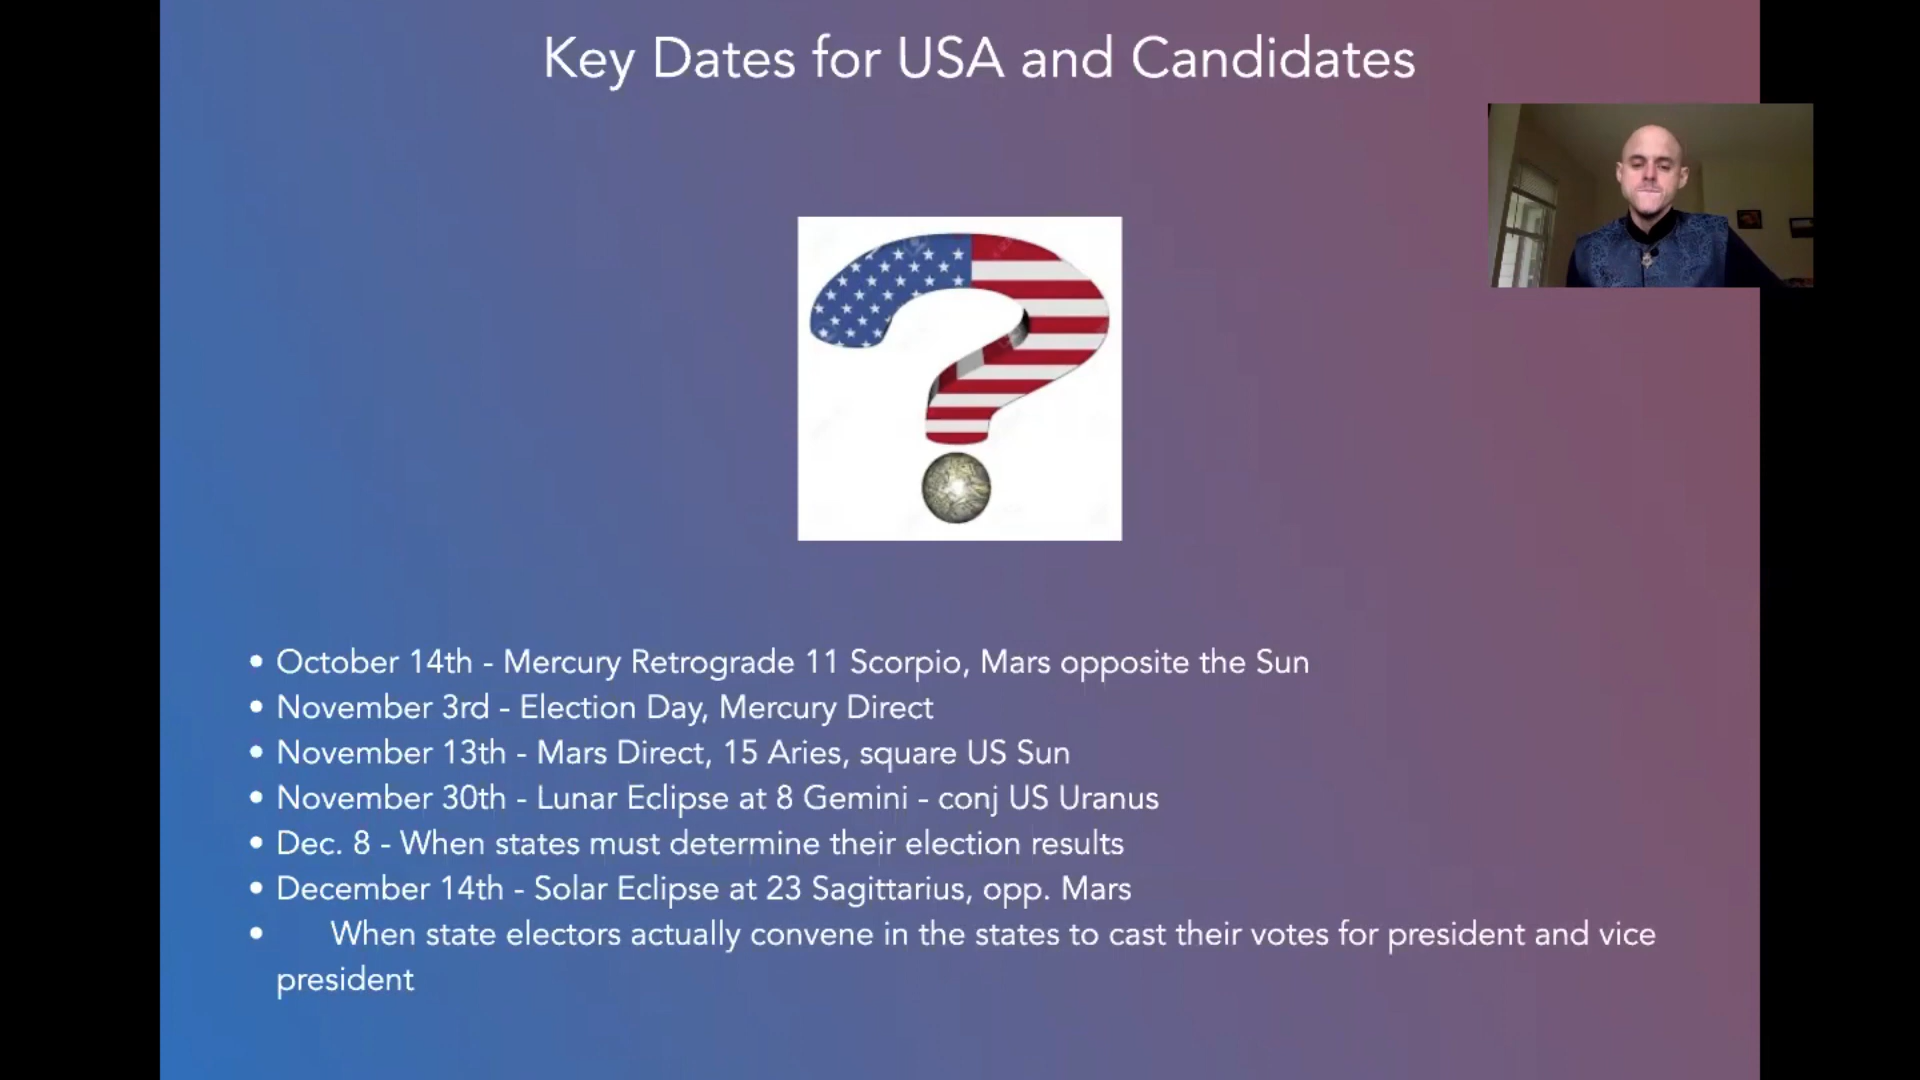 Key Dates for USA and Candidates
• October 14th - Mercury Retrograde 11 Scorpio, Mars opposite the Sun
• November 3rd - Election Day, Mercury Direct
• November 13th - Mars Direct, 15 Aries, square US Sun
• November 30th - Lunar Eclipse at 8 Gemini - conj US Uranus
• Dec. 8 - When states must determine their election results
• December 14th - Solar Eclipse at 23 Sagittarius, opp. Mars
• When state electors actually convene in the states to cast their votes for president and vice
president